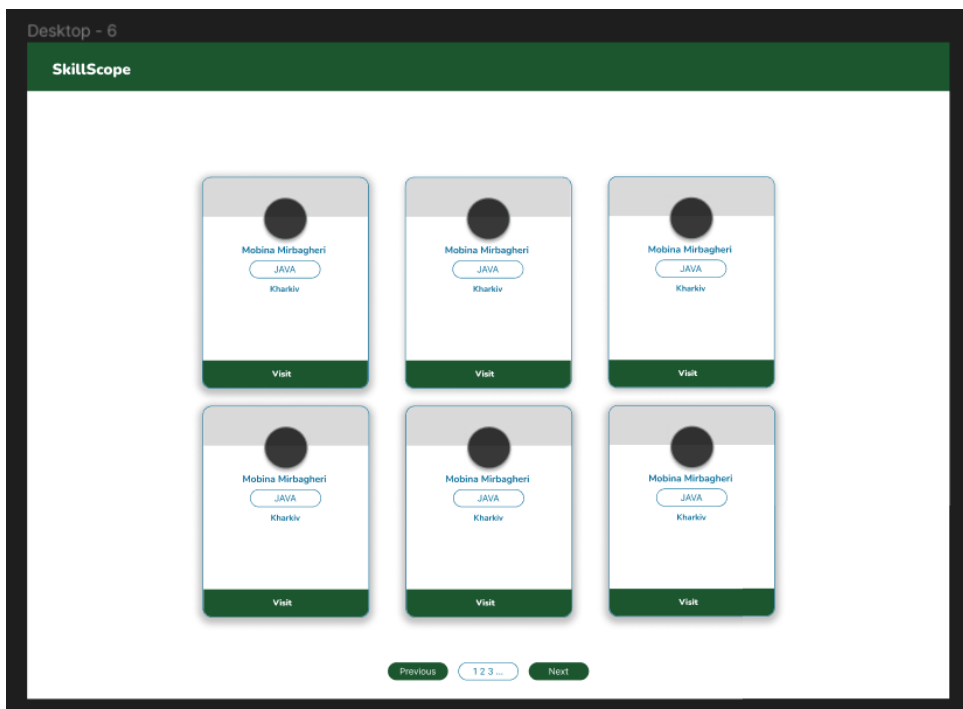 Desktop - 6
SkillScope
Mobina Mirbagheri
JAVA
Kharkiv
Visit
Mobina Mirbagheri
JAVA
Kharkiv
Visit
Mobina Mirbagheri
JAVA
Kharkiv
Visit
Mobina Mirbagheri
JAVA
Kharkiv
Visit
Mobina Mirbagheri
JAVA
Kharkiv
Visit
Mobina Mirbagheri
JAVA
Kharkiv
Visit
Previous 1 2 3 ... Next